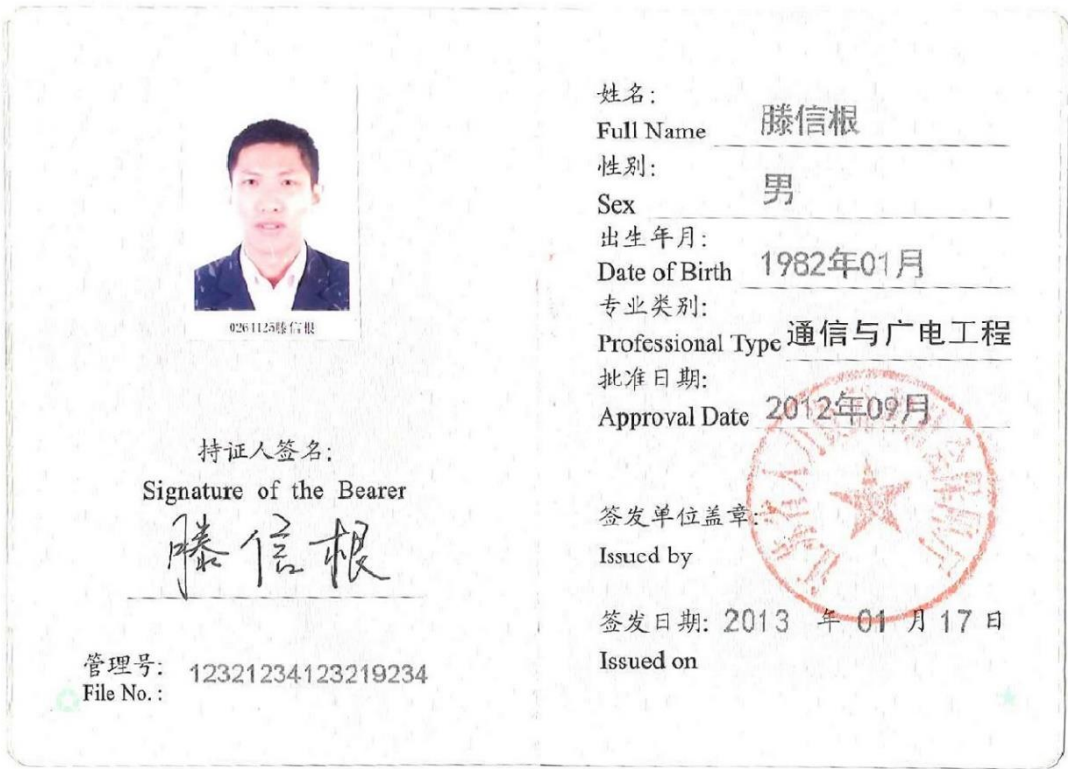 0261125滕信根
持证人签名:
Signature of the Bearer
滕信根
管理号:
File No.:
12321234123219234
姓名:
Full Name 滕信根
性别:
Sex 男
出生年月:
Date of Birth 1982年01月
专业类别:
Professional Type 通信与广电工程
批准日期:
Approval Date 2012年09月
签发单位盖章:
Issued by
签发日期: 2013 年 01 月 17 日
Issued on